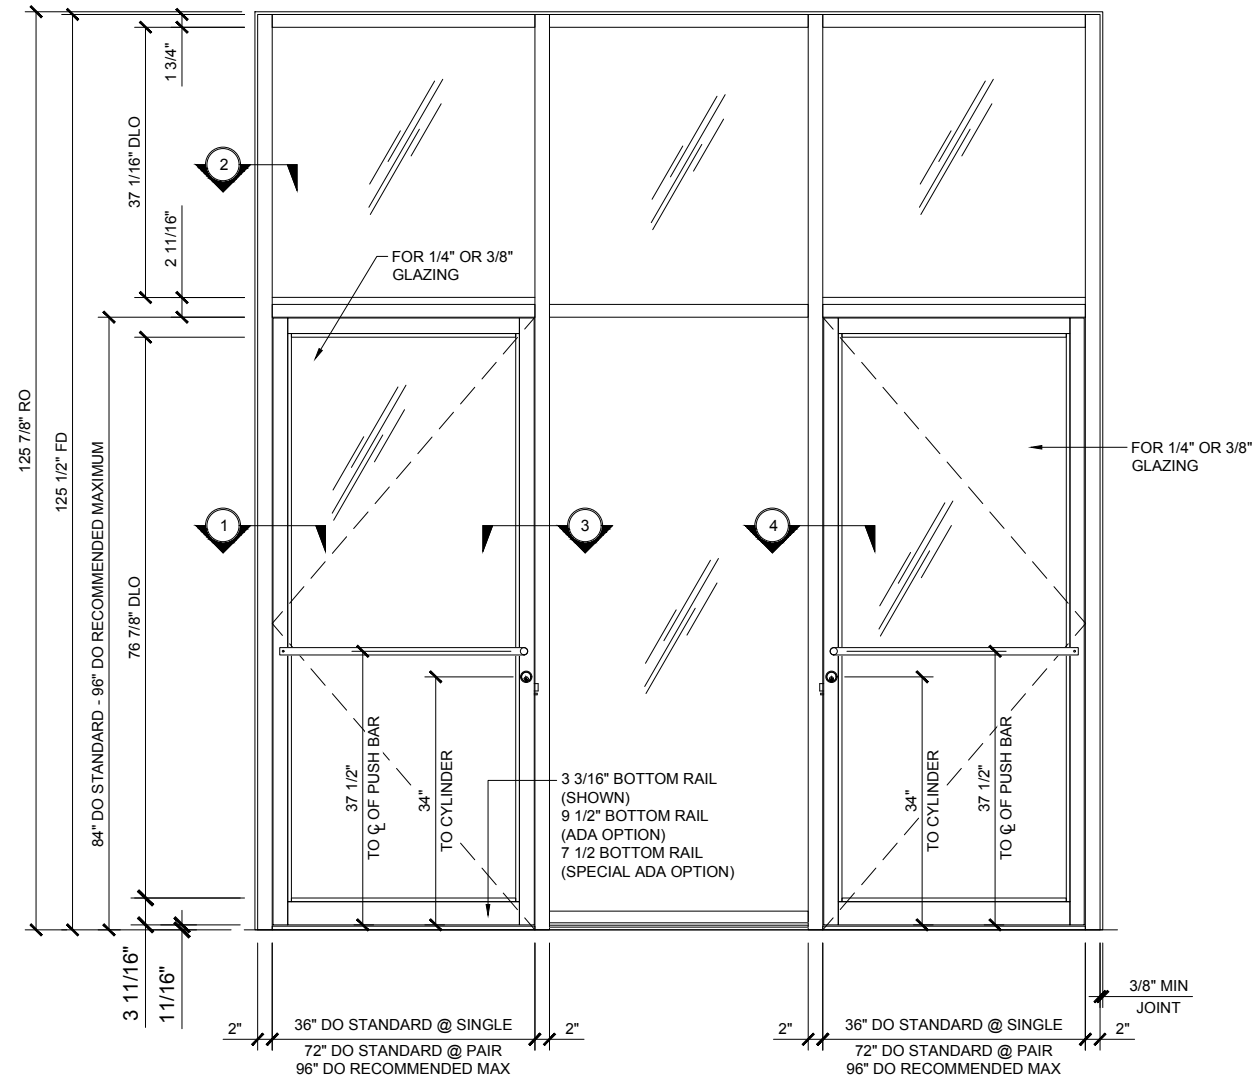 1 3/4"
37 1/16" DLO
2
2 11/16"
FOR 1/4" OR 3/8"
GLAZING
125 7/8" RO
125 1/2" FD
84" DO STANDARD - 96" DO RECOMMENDED MAXIMUM
76 7/8" DLO
FOR 1/4" OR 3/8"
GLAZING
1
3
4
37 1/2"
TO ℄ OF PUSH BAR
34"
TO CYLINDER
3 3/16" BOTTOM RAIL
(SHOWN)
9 1/2" BOTTOM RAIL
(ADA OPTION)
7 1/2 BOTTOM RAIL
(SPECIAL ADA OPTION)
34"
TO CYLINDER
37 1/2"
TO ℄ OF PUSH BAR
3 11/16"
11/16"
3/8" MIN
JOINT
2"
36" DO STANDARD @ SINGLE
2"
72" DO STANDARD @ PAIR
96" DO RECOMMENDED MAX
2"
36" DO STANDARD @ SINGLE
2"
72" DO STANDARD @ PAIR
96" DO RECOMMENDED MAX